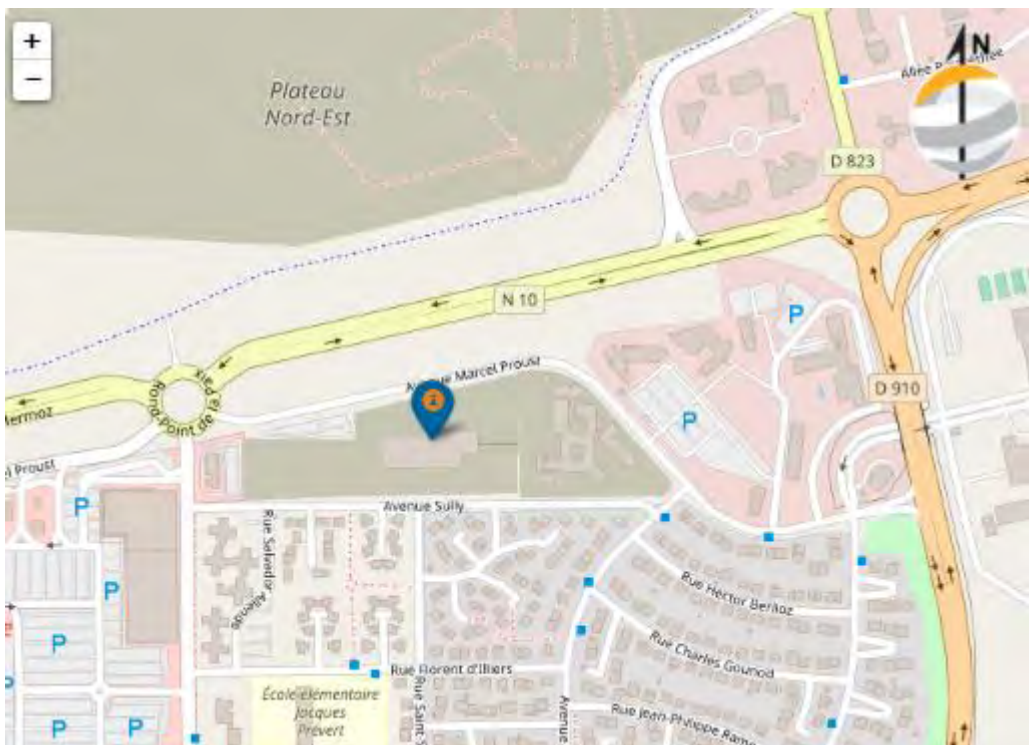 +
−
Plateau
Nord-Est
N
D 823
N 10
Avenue Marcel Proust
Rond-Point de la
P
D 910
P
Mermoz
el Proust
P
Avenue Sully
P
Rue Salvador Allende
Rue Hector Berlioz
P
Rue Charles Gounod
Rue Florent d'Illiers
École élémentaire
Jacques
Prévert
Rue Saint-
Avenue
Rue Jean-Philippe Ram
P
P